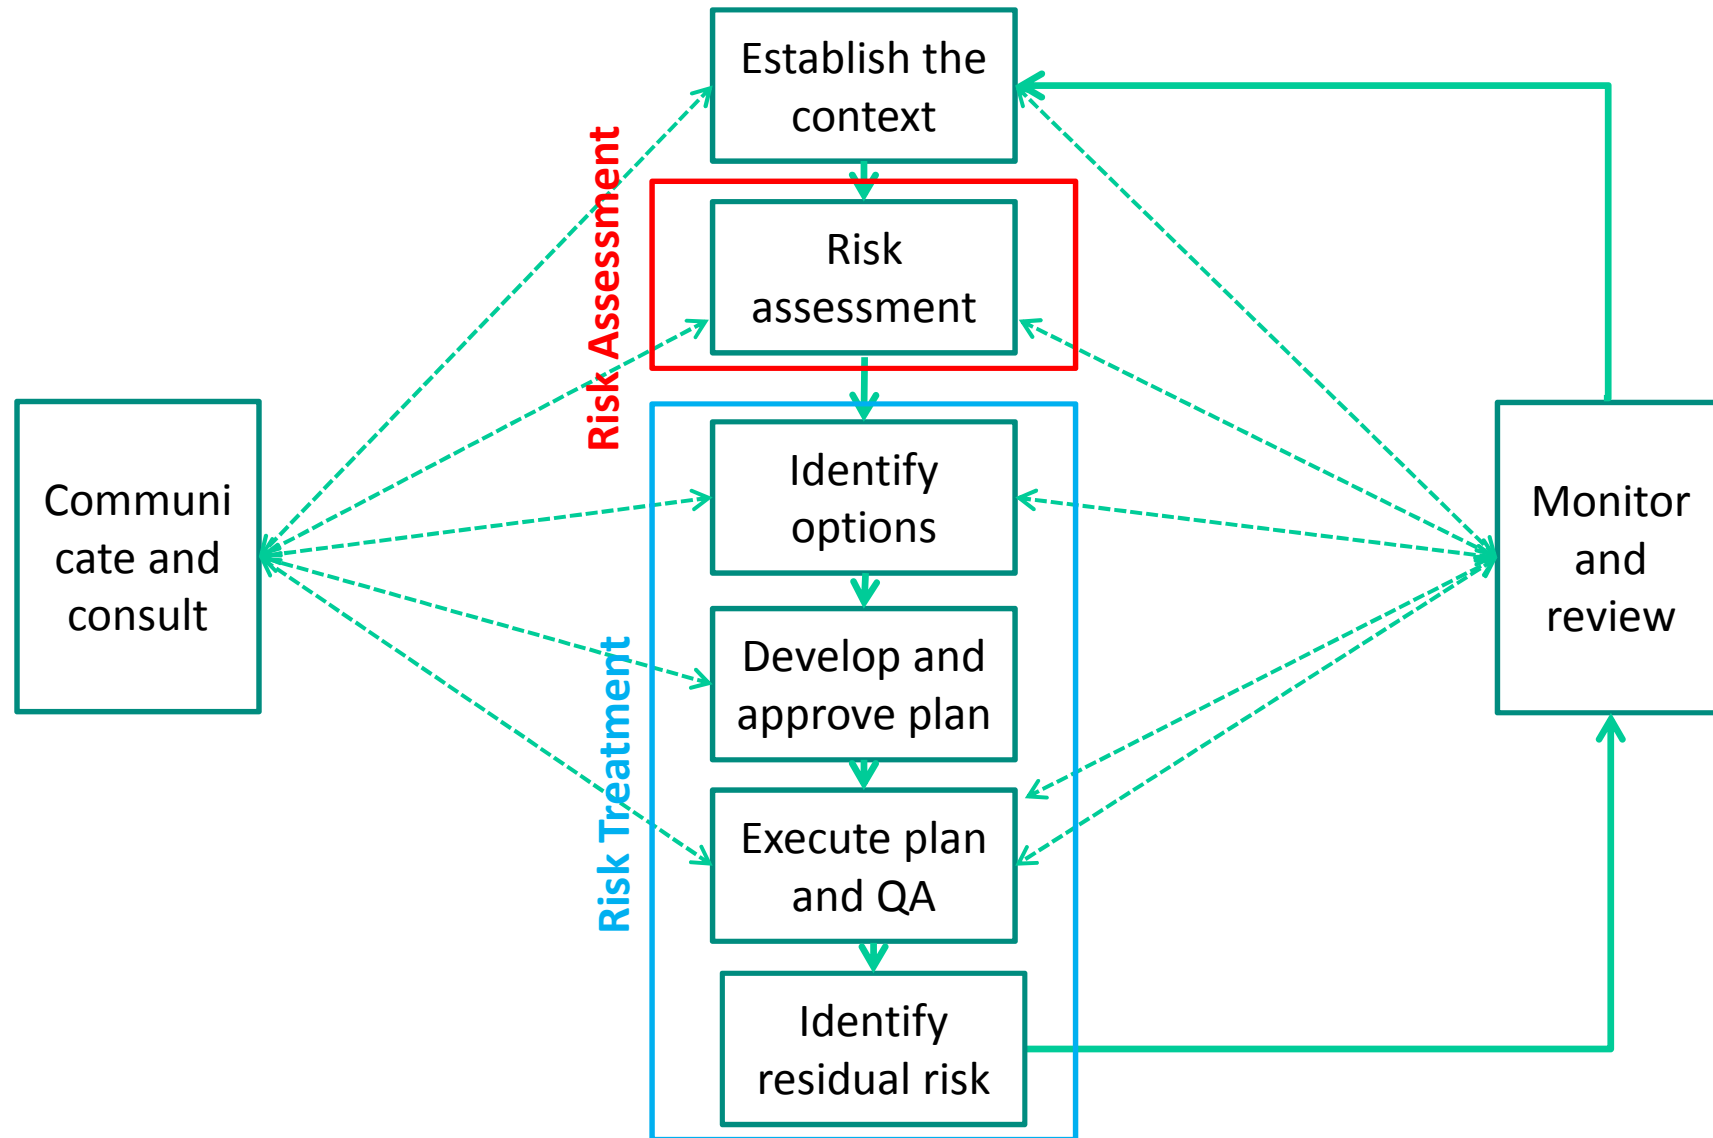 Establish the
context
Risk Assessment
Risk
assessment
Communi
cate and
consult
Identify
options
Monitor
and
review
Risk Treatment
Develop and
approve plan
Execute plan
and QA
Identify
residual risk